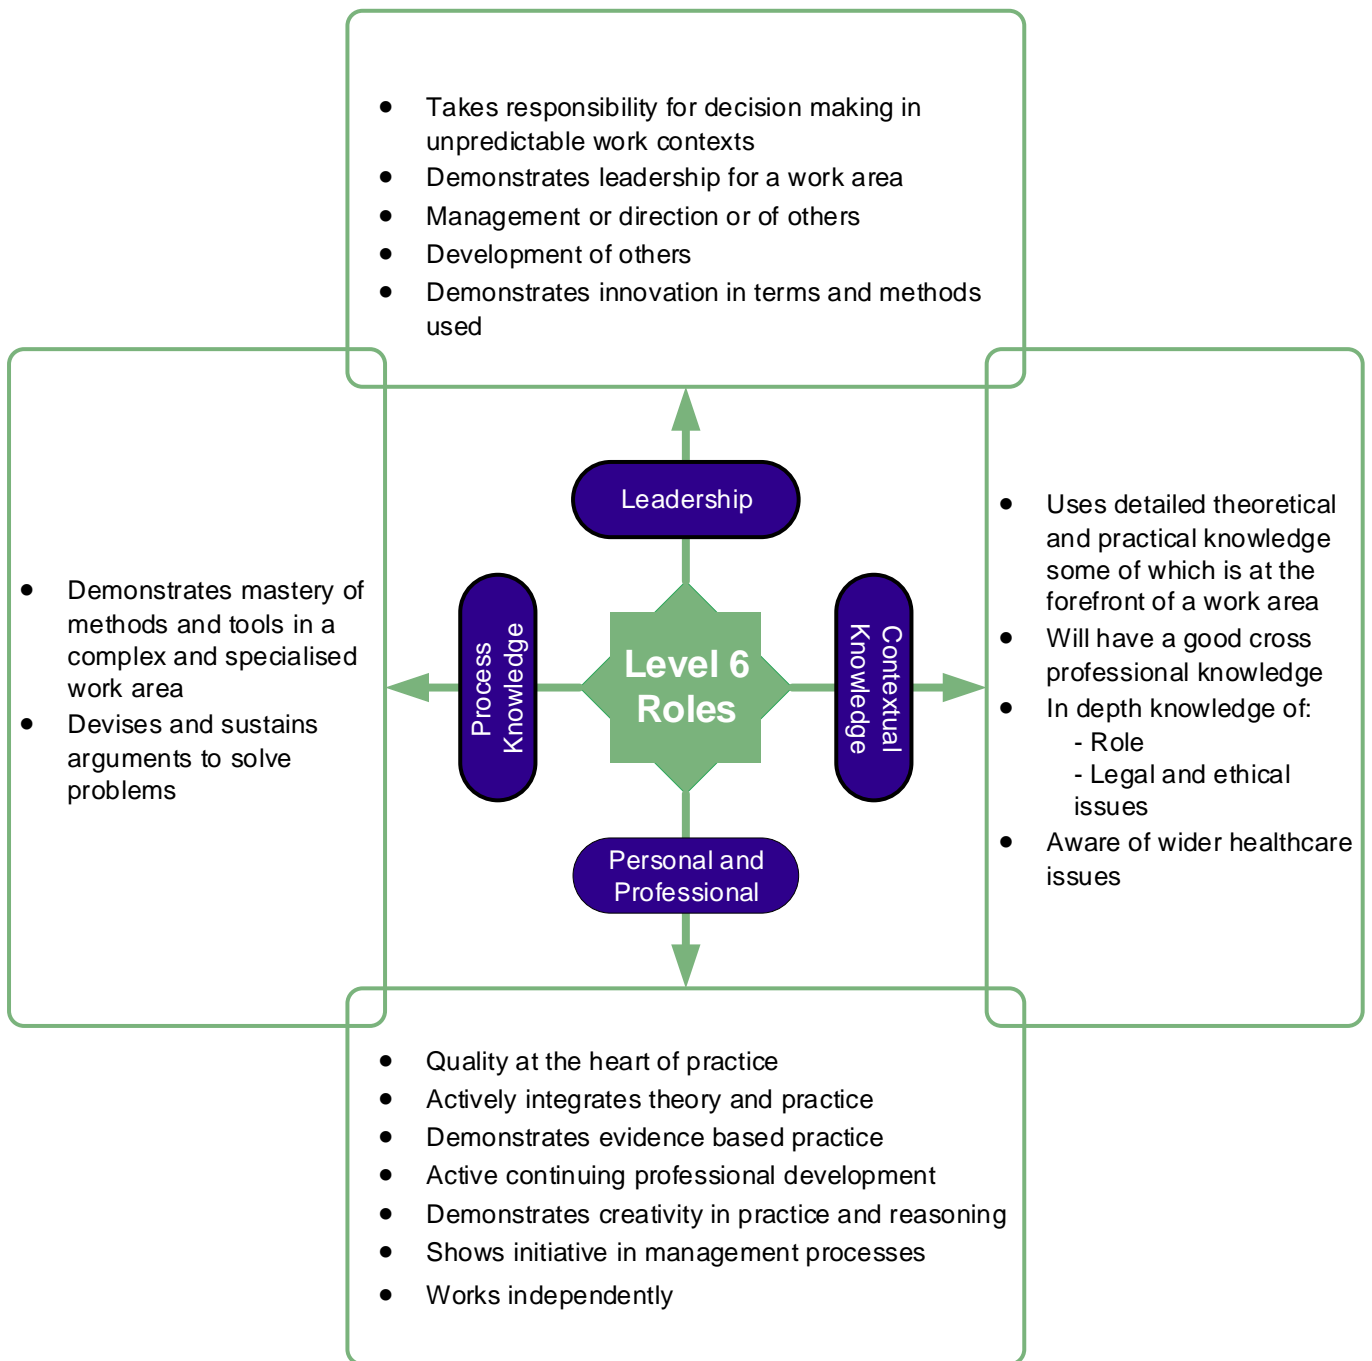 • Takes responsibility for decision making in
unpredictable work contexts
• Demonstrates leadership for a work area
• Management or direction or of others
• Development of others
• Demonstrates innovation in terms and methods
used
Leadership
• Demonstrates mastery of
methods and tools in a
complex and specialised
work area
• Devises and sustains
arguments to solve
problems
Process
Knowledge
Level 6
Roles
Contextual
Knowledge
• Uses detailed theoretical
and practical knowledge
some of which is at the
forefront of a work area
• Will have a good cross
professional knowledge
• In depth knowledge of:
- Role
- Legal and ethical
issues
• Aware of wider healthcare
issues
Personal and
Professional
• Quality at the heart of practice
• Actively integrates theory and practice
• Demonstrates evidence based practice
• Active continuing professional development
• Demonstrates creativity in practice and reasoning
• Shows initiative in management processes
• Works independently